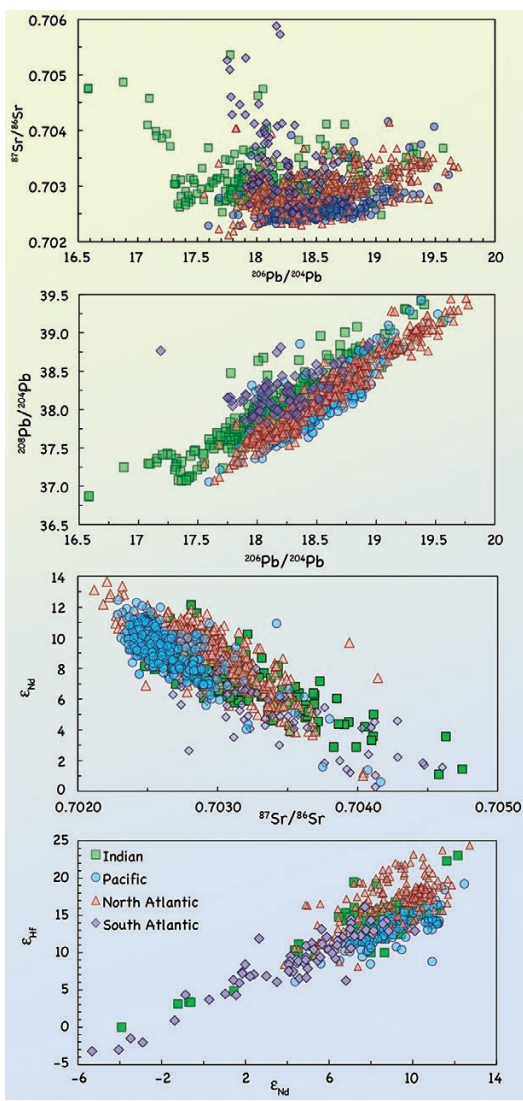 0.706
0.705
0.704
0.703
0.702
87Sr/86Sr
16.5 17 17.5 18 18.5 19 19.5 20
206Pb/204Pb
39.5
39.0
38.5
38.0
37.5
37.0
36.5
208Pb/204Pb
16.5 17 17.5 18 18.5 19 19.5 20
206Pb/204Pb
14
12
10
8
6
4
2
0
εNd
0.7020 0.7030 0.7040 0.7050
87Sr/86Sr
25
20
15
10
5
0
−5
εHf
Indian
Pacific
North Atlantic
South Atlantic
−6 −2 2 6 10 14
εNd